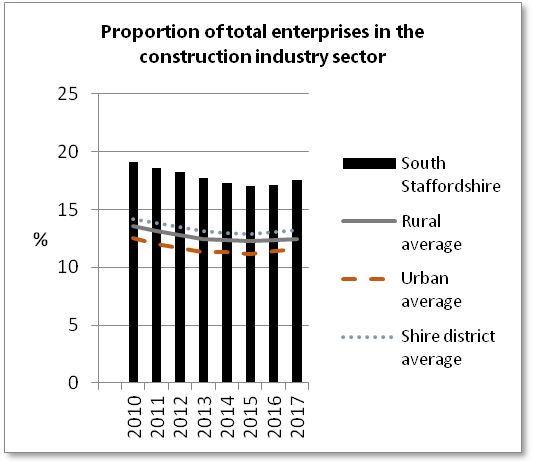 Proportion of total enterprises in the
construction industry sector
25
20
15
10
5
0
%
2010
2011
2012
2013
2014
2015
2016
2017
South
Staffordshire
Rural
average
Urban
average
Shire district
average